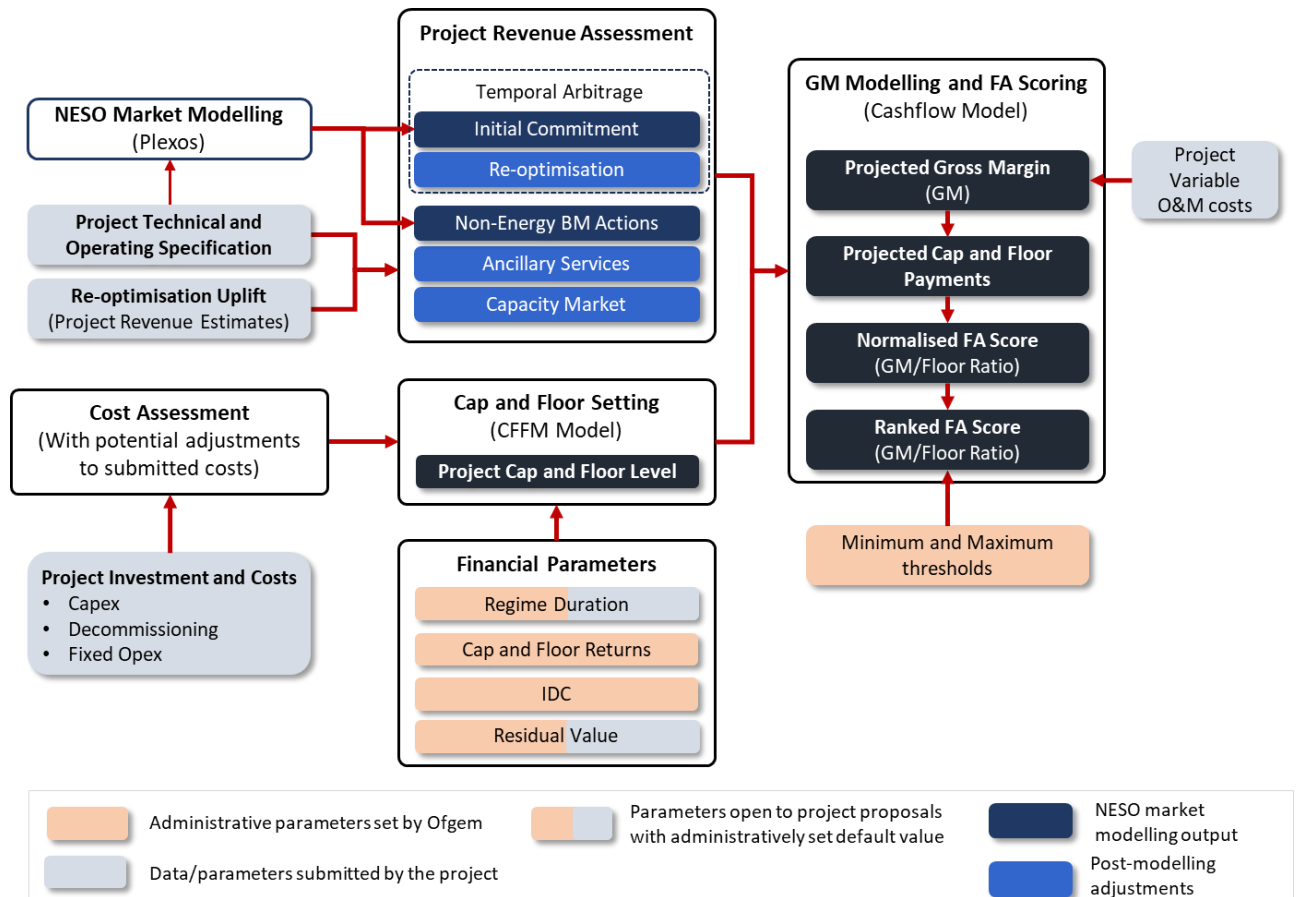 Project Revenue Assessment
Temporal Arbitrage
Initial Commitment
Re-optimisation
Non-Energy BM Actions
Ancillary Services
Capacity Market
NESO Market Modelling
(Plexos)
Project Technical and
Operating Specification
Re-optimisation Uplift
(Project Revenue Estimates)
GM Modelling and FA Scoring
(Cashflow Model)
Projected Gross Margin
(GM)
Projected Cap and Floor
Payments
Normalised FA Score
(GM/Floor Ratio)
Ranked FA Score
(GM/Floor Ratio)
Project
Variable
O&M costs
Cost Assessment
(With potential adjustments
to submitted costs)
Cap and Floor Setting
(CFFM Model)
Project Cap and Floor Level
Minimum and Maximum
thresholds
Project Investment and Costs
• Capex
• Decommissioning
• Fixed Opex
Financial Parameters
Regime Duration
Cap and Floor Returns
IDC
Residual Value
Administrative parameters set by Ofgem
Data/parameters submitted by the project
Parameters open to project proposals
with administratively set default value
NESO market
modelling output
Post-modelling
adjustments